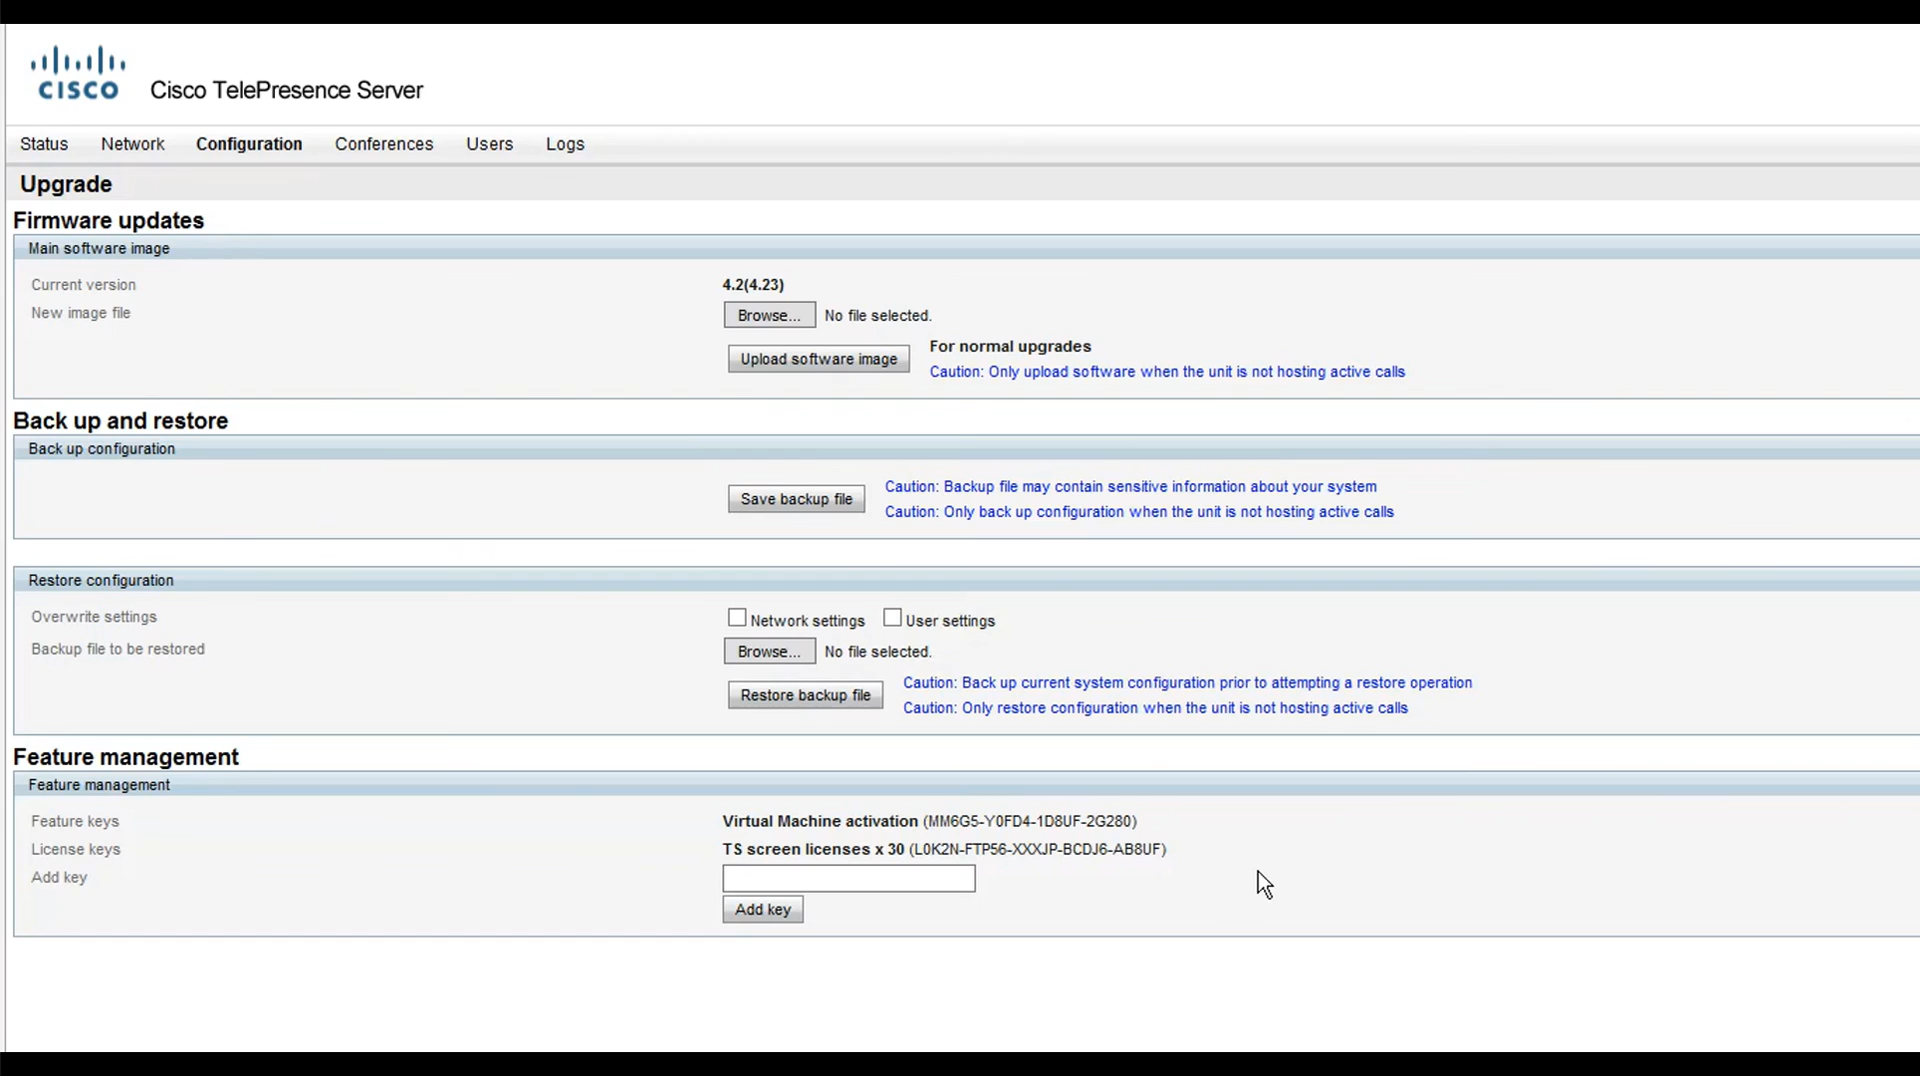 CISCO Cisco TelePresence Server
Status Network Configuration Conferences Users Logs
Upgrade
Firmware updates
Main software image
Current version 4.2(4.23)
New image file Browse... No file selected.
Upload software image For normal upgrades
Caution: Only upload software when the unit is not hosting active calls
Back up and restore
Back up configuration
Save backup file Caution: Backup file may contain sensitive information about your system
Caution: Only back up configuration when the unit is not hosting active calls
Restore configuration
Overwrite settings Network settings User settings
Backup file to be restored Browse... No file selected.
Restore backup file Caution: Back up current system configuration prior to attempting a restore operation
Caution: Only restore configuration when the unit is not hosting active calls
Feature management
Feature management
Feature keys Virtual Machine activation (MM6G5-Y0FD4-1D8UF-2G280)
License keys TS screen licenses x 30 (L0K2N-FTP56-XXXJP-BCDJ6-AB8UF)
Add key
Add key